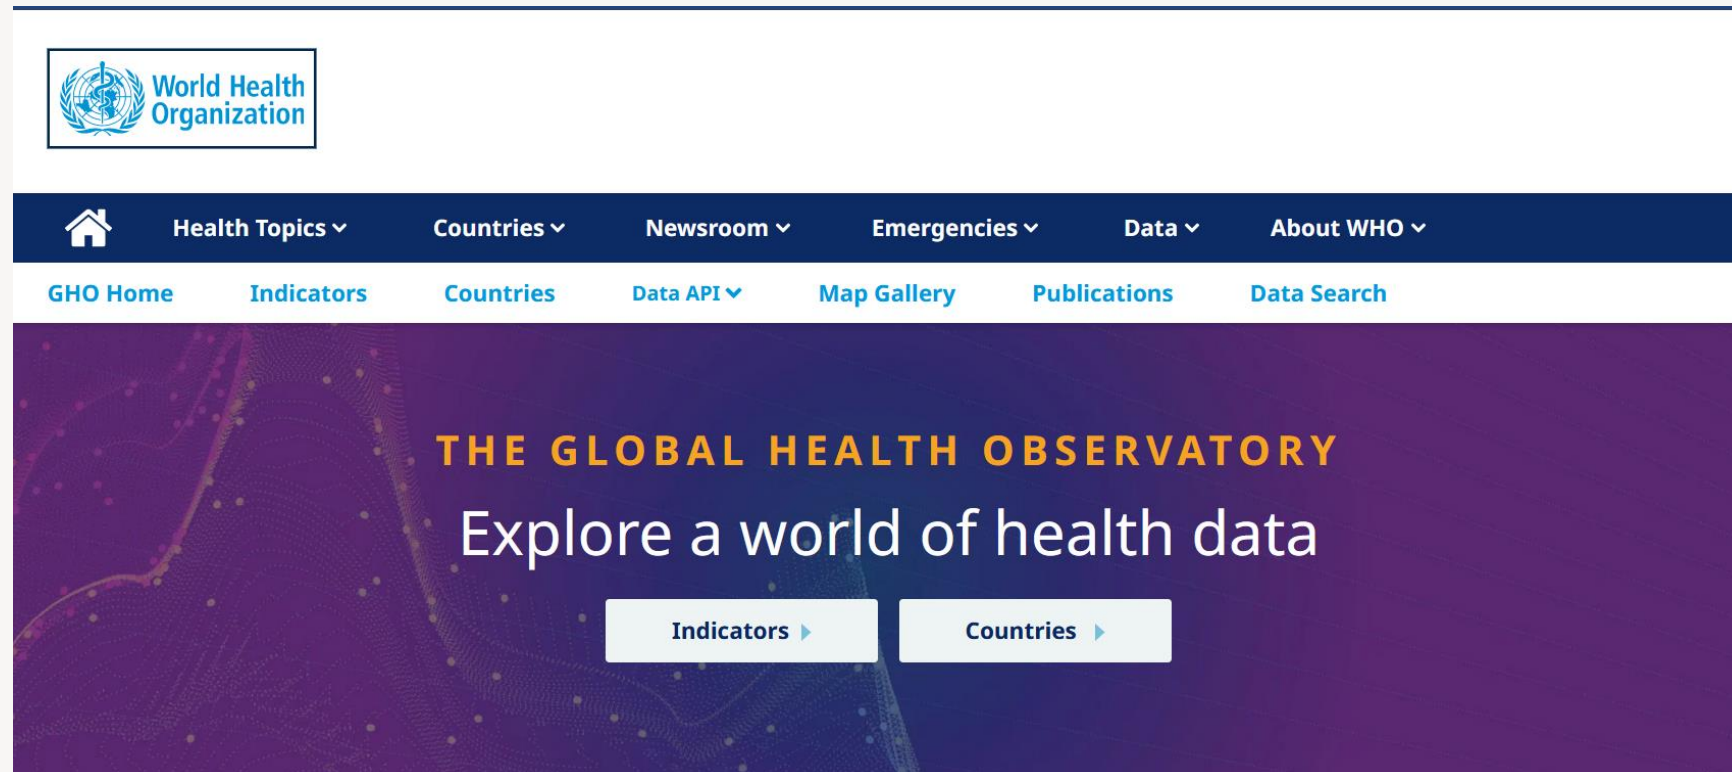 World Health
Organization
Health Topics Countries Newsroom Emergencies Data About WHO
GHO Home Indicators Countries Data API Map Gallery Publications Data Search
THE GLOBAL HEALTH OBSERVATORY
Explore a world of health data
Indicators Countries